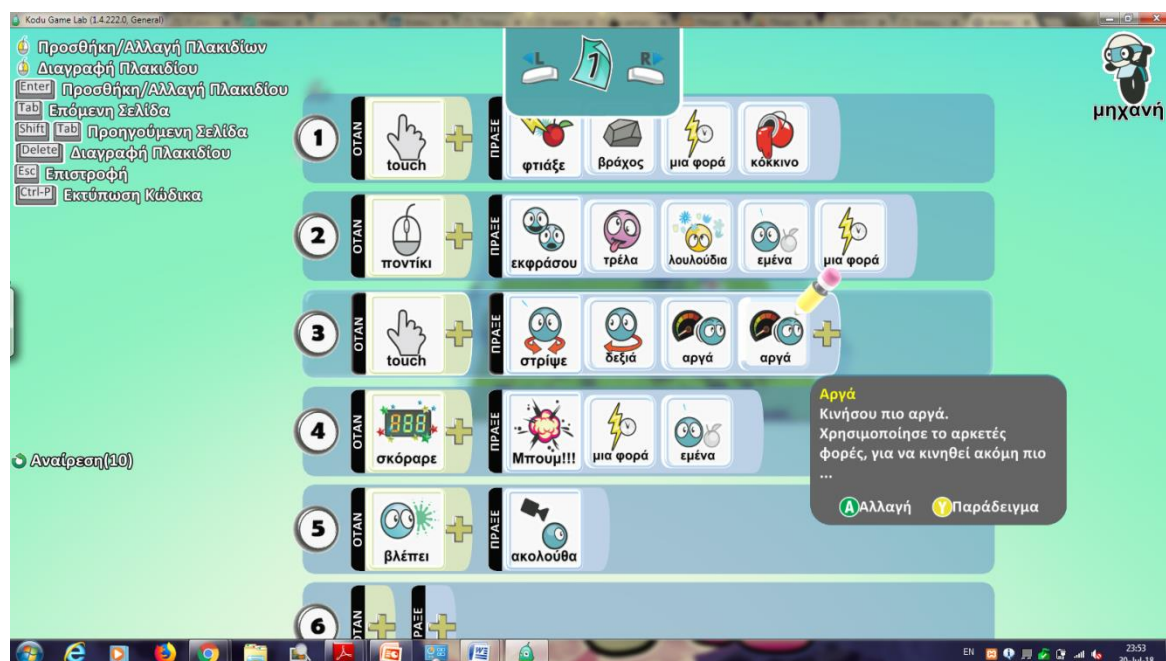 Kodu Game Lab (1.4.222.0, General)
Προσθήκη/Αλλαγή Πλακιδίων
Διαγραφή Πλακιδίου
Enter Προσθήκη/Αλλαγή Πλακιδίου
Tab Επόμενη Σελίδα
Shift Tab Προηγούμενη Σελίδα
Delete Διαγραφή Πλακιδίου
Esc Επιστροφή
Ctrl-P Εκτύπωση Κώδικα
L 1 R
μηχανή
1 ΟΤΑΝ touch ΠΡΑΞΕ φτιάξε βράχος μια φορά κόκκινο
2 ΟΤΑΝ ποντίκι ΠΡΑΞΕ εκφράσου τρέλα λουλούδια εμένα μια φορά
3 ΟΤΑΝ touch ΠΡΑΞΕ στρίψε δεξιά αργά αργά
4 ΟΤΑΝ σκόραρε ΠΡΑΞΕ Μπουμ!!! μια φορά εμένα
5 ΟΤΑΝ βλέπει ΠΡΑΞΕ ακολούθα
6 ΟΤΑΝ ΡΑΞΕ
Αργά
Κινήσου πιο αργά.
Χρησιμοποίησε το αρκετές
φορές, για να κινηθεί ακόμη πιο
...
A Αλλαγή Y Παράδειγμα
Αναίρεση(10)
EN
23:53
30-Jul-18